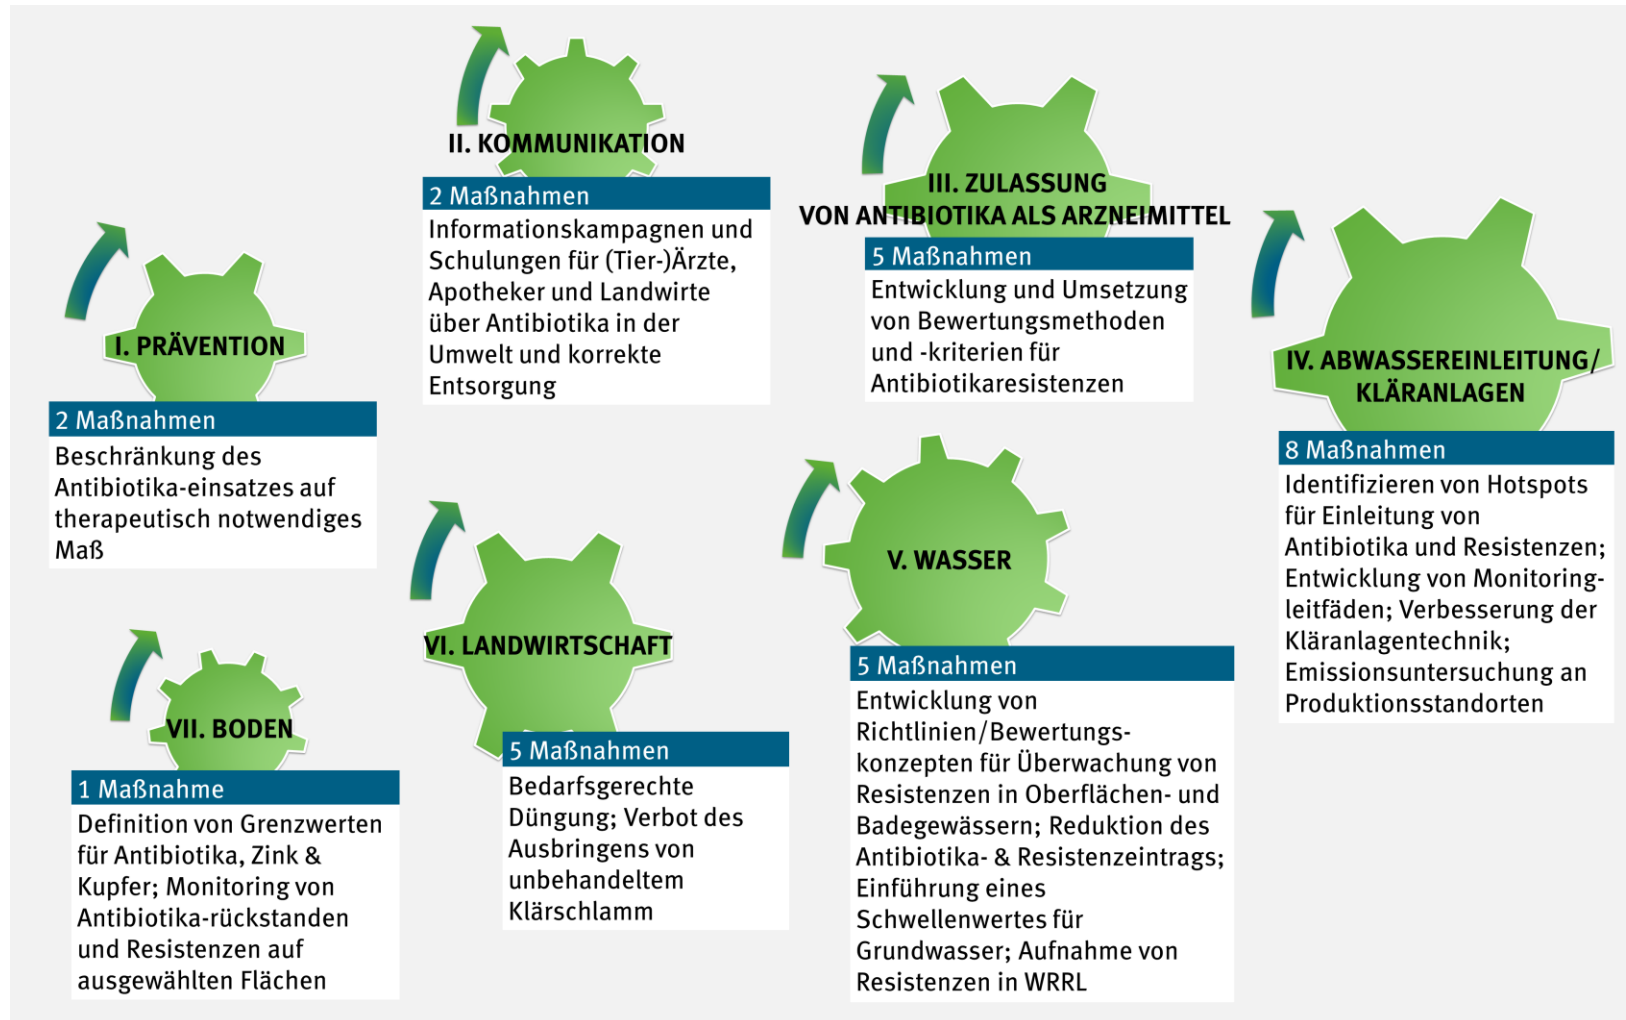 I. PRÄVENTION
2 Maßnahmen
Beschränkung des
Antibiotika-einsatzes auf
therapeutisch notwendiges
Maß
II. KOMMUNIKATION
2 Maßnahmen
Informationskampagnen und
Schulungen für (Tier-)Ärzte,
Apotheker und Landwirte
über Antibiotika in der
Umwelt und korrekte
Entsorgung
III. ZULASSUNG
VON ANTIBIOTIKA ALS ARZNEIMITTEL
5 Maßnahmen
Entwicklung und Umsetzung
von Bewertungsmethoden
und -kriterien für
Antibiotikaresistenzen
IV. ABWASSEREINLEITUNG/
KLÄRANLAGEN
8 Maßnahmen
Identifizieren von Hotspots
für Einleitung von
Antibiotika und Resistenzen;
Entwicklung von Monitoring-
leitfäden; Verbesserung der
Kläranlagentechnik;
Emissionsuntersuchung an
Produktionsstandorten
V. WASSER
5 Maßnahmen
Entwicklung von
Richtlinien/Bewertungs-
konzepten für Überwachung von
Resistenzen in Oberflächen- und
Badegewässern; Reduktion des
Antibiotika- & Resistenzeintrags;
Einführung eines
Schwellenwertes für
Grundwasser; Aufnahme von
Resistenzen in WRRL
VI. LANDWIRTSCHAFT
5 Maßnahmen
Bedarfsgerechte
Düngung; Verbot des
Ausbringens von
unbehandeltem
Klärschlamm
VII. BODEN
1 Maßnahme
Definition von Grenzwerten
für Antibiotika, Zink &
Kupfer; Monitoring von
Antibiotika-rückstanden
und Resistenzen auf
ausgewählten Flächen